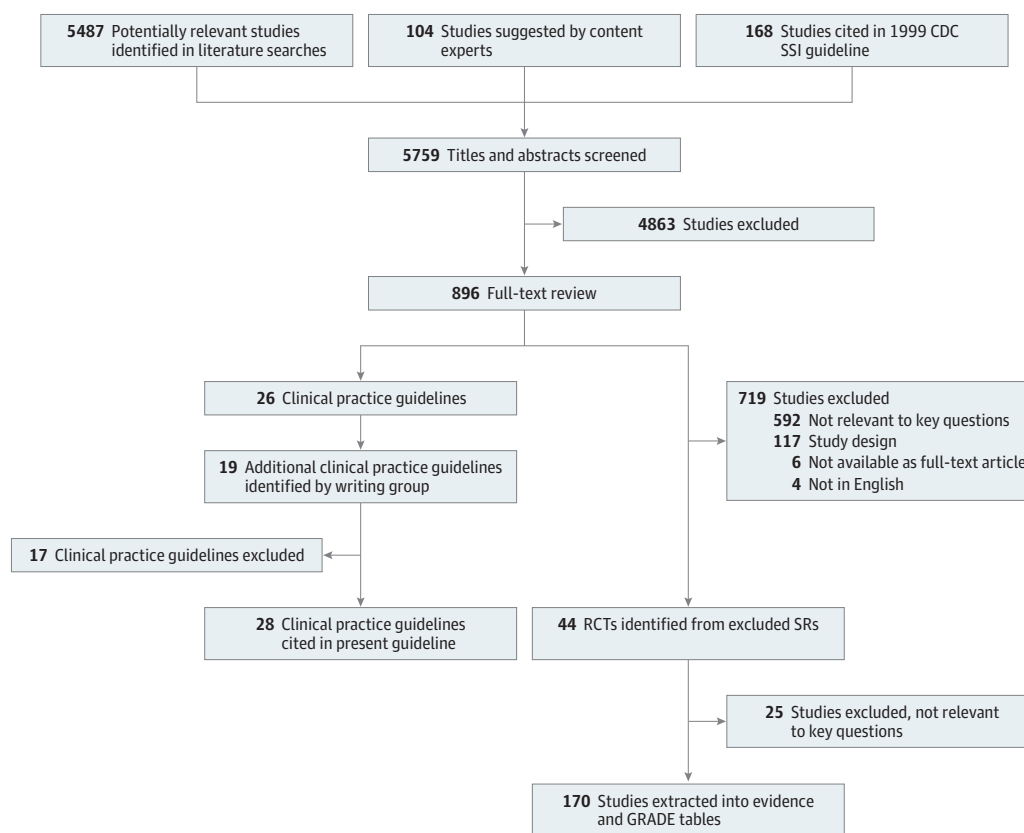 5487 Potentially relevant studies
identified in literature searches
104 Studies suggested by content
experts
168 Studies cited in 1999 CDC
SSI guideline
5759 Titles and abstracts screened
4863 Studies excluded
896 Full-text review
26 Clinical practice guidelines
719 Studies excluded
592 Not relevant to key questions
117 Study design
6 Not available as full-text article
4 Not in English
19 Additional clinical practice guidelines
identified by writing group
17 Clinical practice guidelines excluded
28 Clinical practice guidelines
cited in present guideline
44 RCTs identified from excluded SRs
25 Studies excluded, not relevant
to key questions
170 Studies extracted into evidence
and GRADE tables